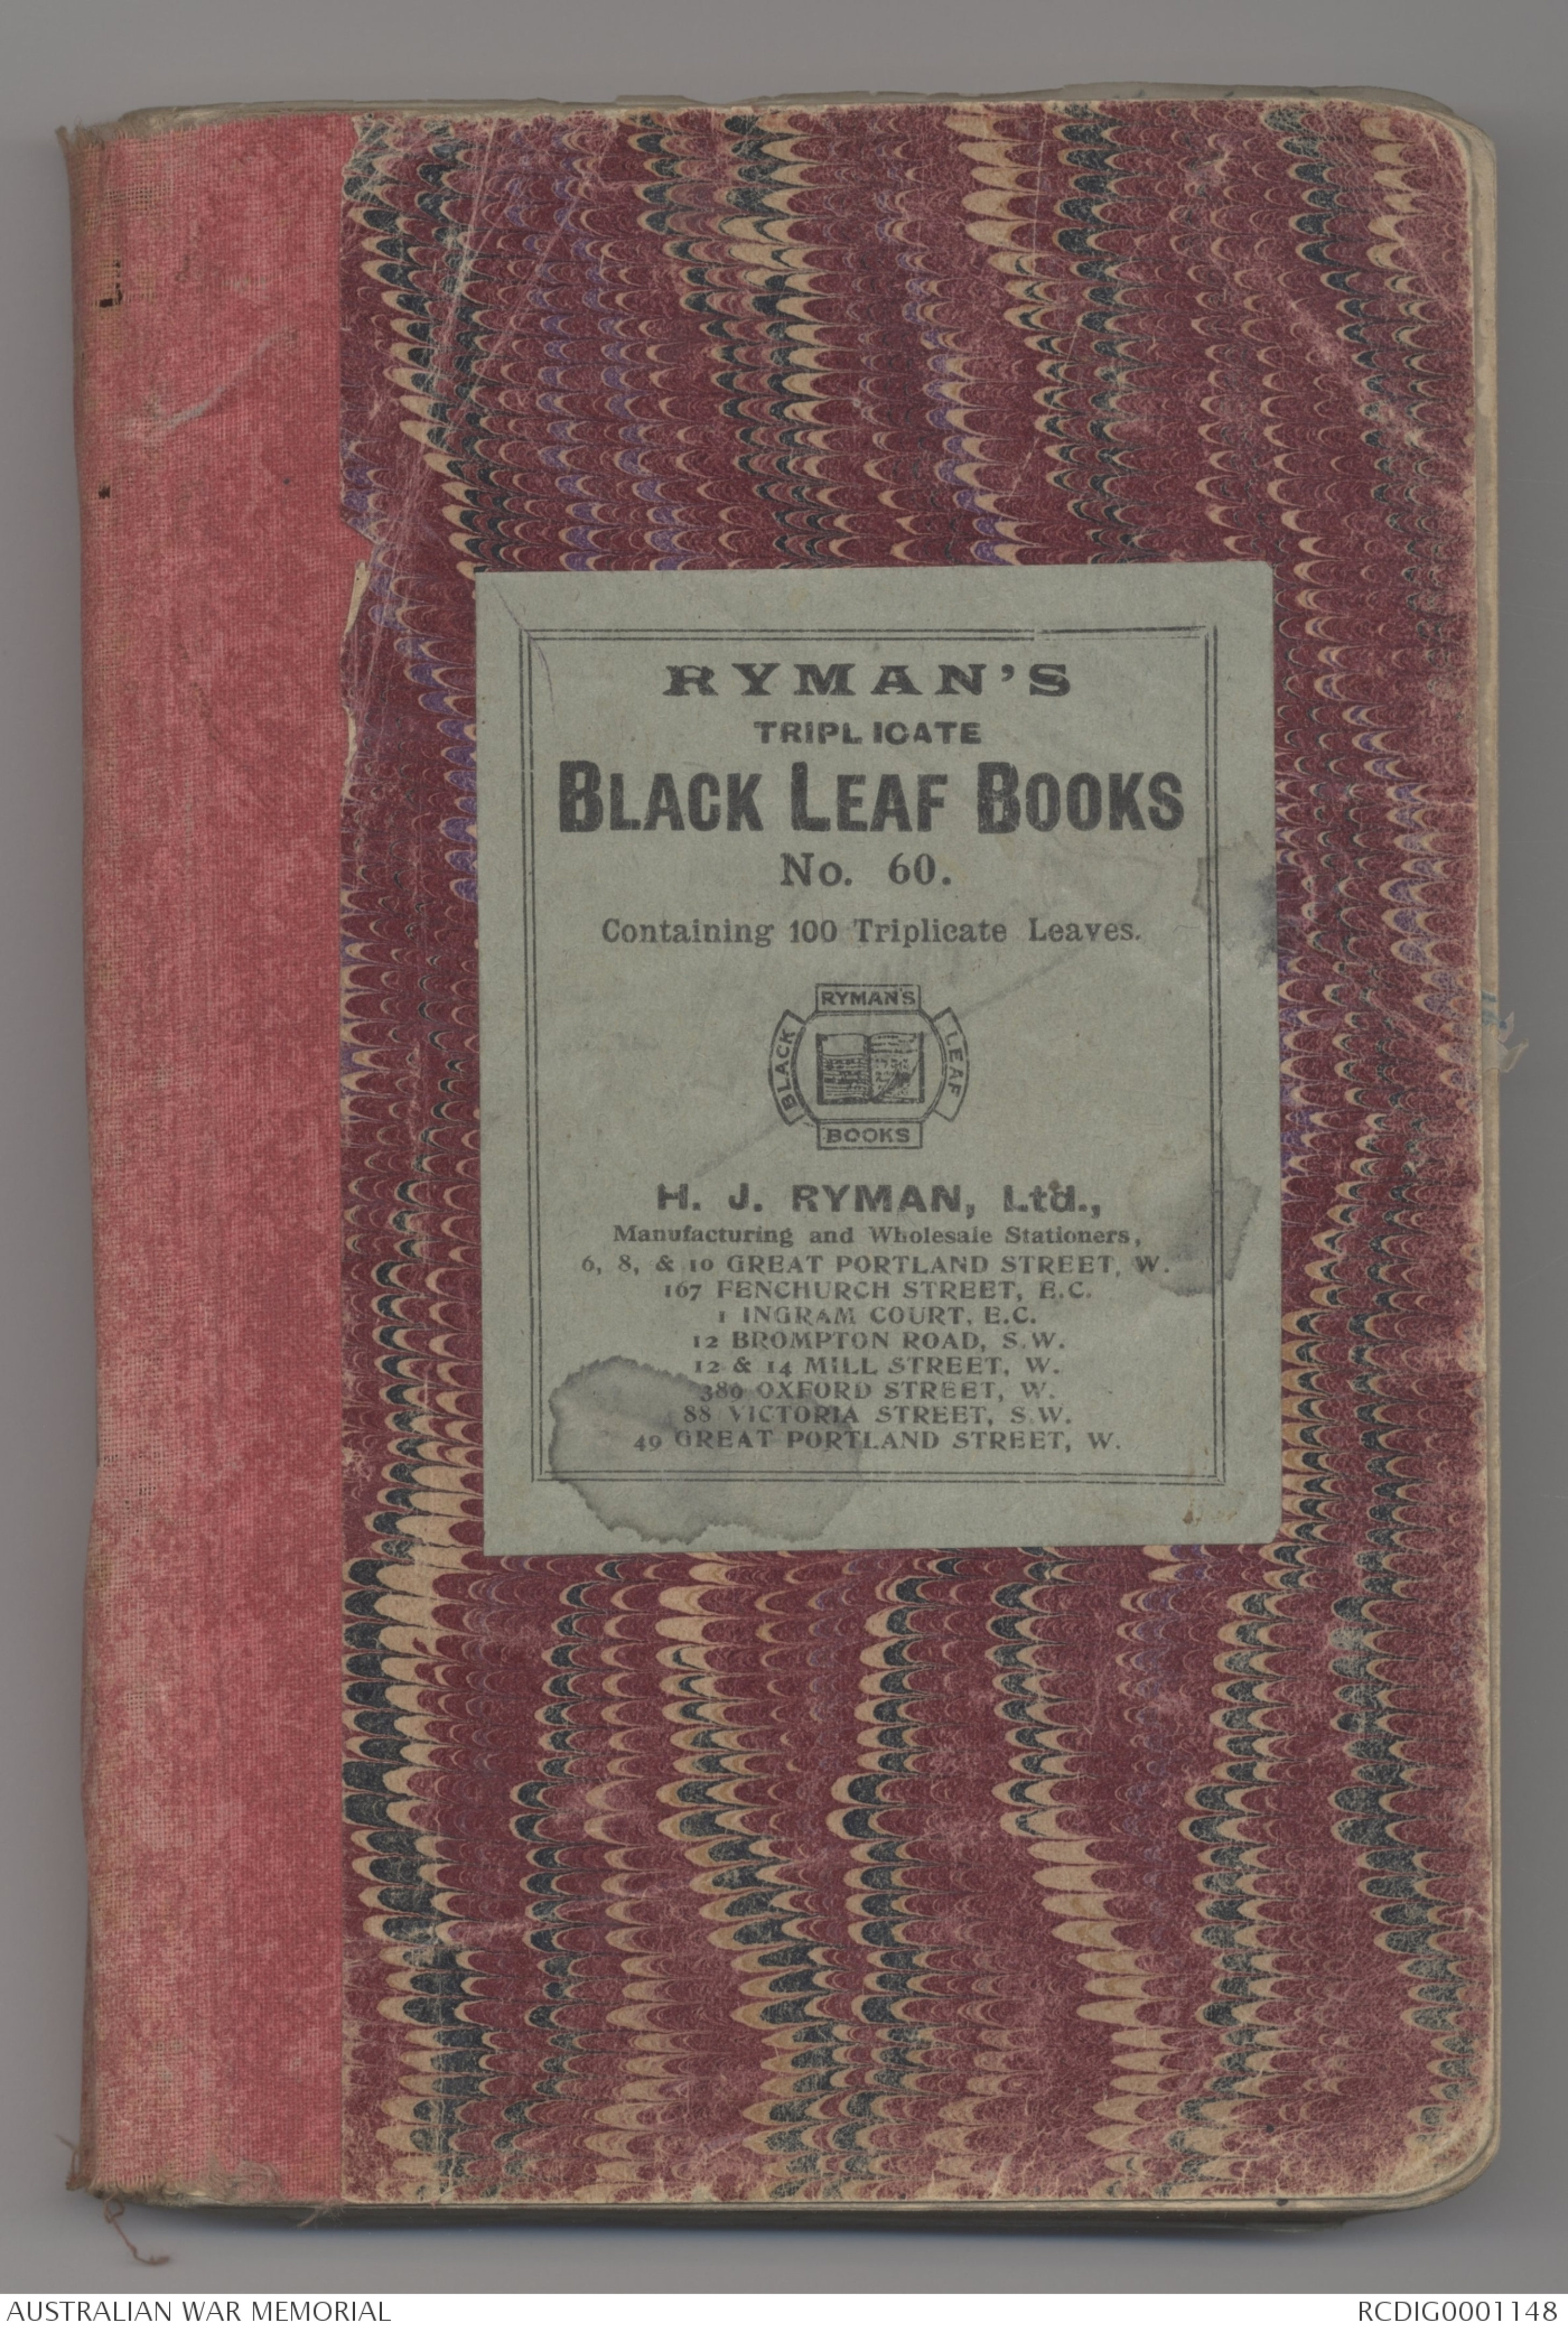 RYMAN'S
TRIPLICATE
BLACK LEAF BOOKS
No. 60.
Containing 100 Triplicate Leaves.
RYMAN'S
BLACK
LEAF
BOOKS
H. J. RYMAN, Ltd.,
Manufacturing and Wholesale Stationers,
6, 8, & 10 GREAT PORTLAND STREET, W.
167 FENCHURCH STREET, E.C.
1 INGRAM COURT, E.C.
12 BROMPTON ROAD, S.W.
12 & 14 MILL STREET, W.
OXFORD STREET, W.
88 VICTORIA STREET, S.W.
49 GREAT PORTLAND STREET, W.
AUSTRALIAN WAR MEMORIAL
RCDIG0001148